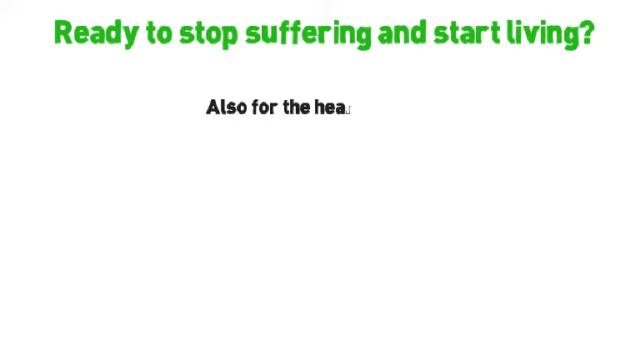 Ready to stop suffering and start living?
Also for the hea